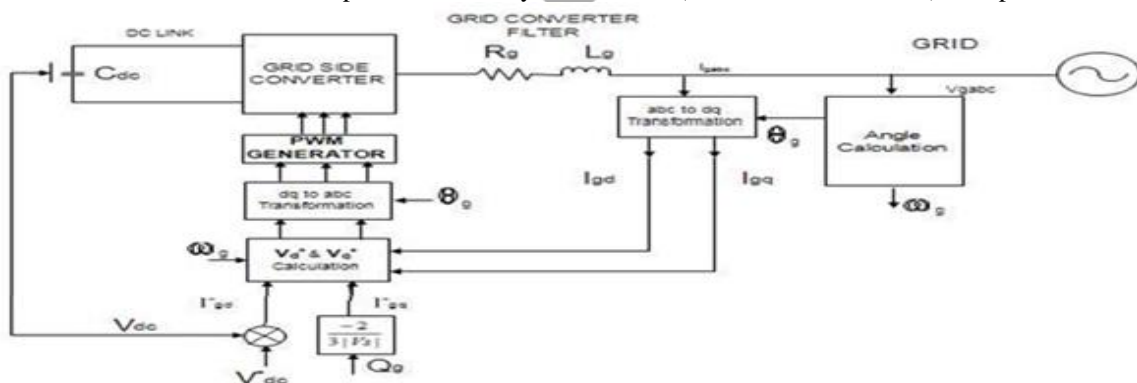 GRID CONVERTER
FILTER
DC LINK
Rg
Lg
GRID
Cdc
GRID SIDE
CONVERTER
Igabc
Vgabc
abc to dq
Transformation
θg
Angle
Calculation
PWM
GENERATOR
Igd
Igq
dq to abc
Transformation
θg
ωg
ωg
Vd* & Vq*
Calculation
I*gd
I*gq
Vdc
-2
3|Vg|
V*dc
Qg